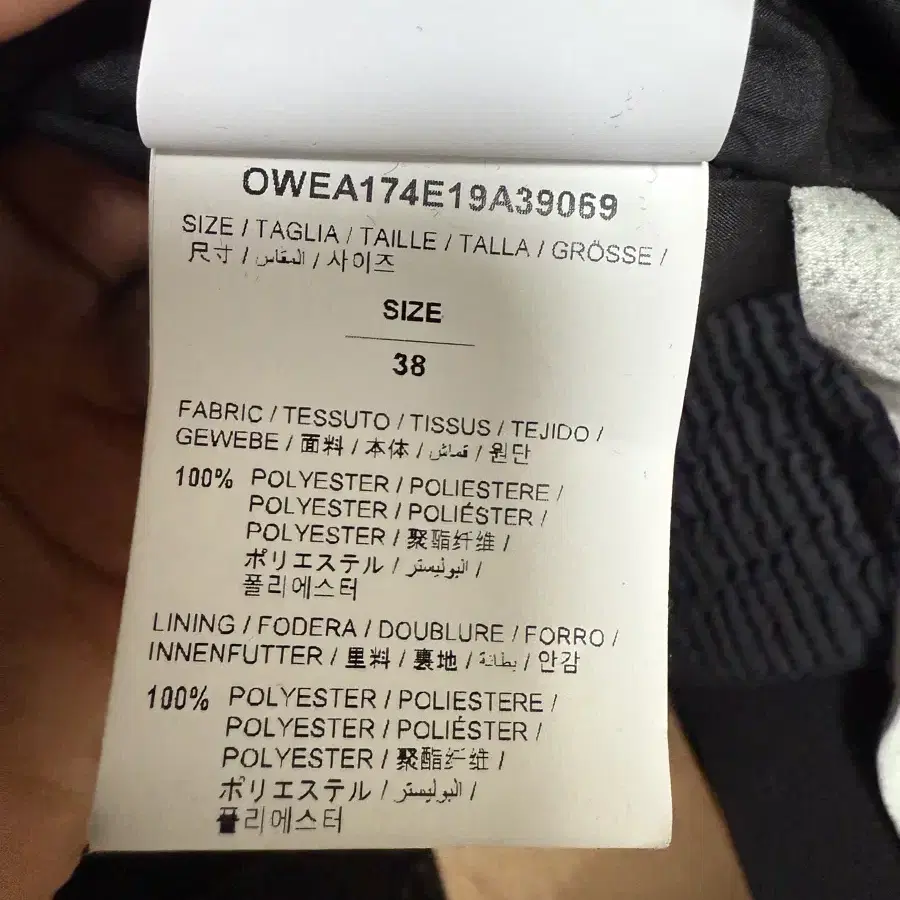 OWEA174E19A39069
SIZE / TAGLIA / TAILLE / TALLA / GRÖSSE /
尺寸 / المقاس / 사이즈
SIZE
38
FABRIC / TESSUTO / TISSUS / TEJIDO /
GEWEBE / 面料 / 本体 / قماش / 원단
100% POLYESTER / POLIESTERE /
POLYESTER / POLIÉSTER /
POLYESTER / 聚酯纤维 /
ポリエステル / البوليستر /
폴리에스터
LINING / FODERA / DOUBLURE / FORRO /
INNENFUTTER / 里料 / 裏地 / بطانة / 안감
100% POLYESTER / POLIESTERE /
POLYESTER / POLIÉSTER /
POLYESTER / 聚酯纤维 /
ポリエステル / البوليستر /
폴리에스터